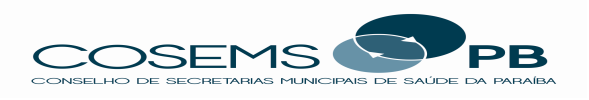 COSEMS PB
CONSELHO DE SECRETARIAS MUNICIPAIS DE SAÚDE DA PARAÍBA